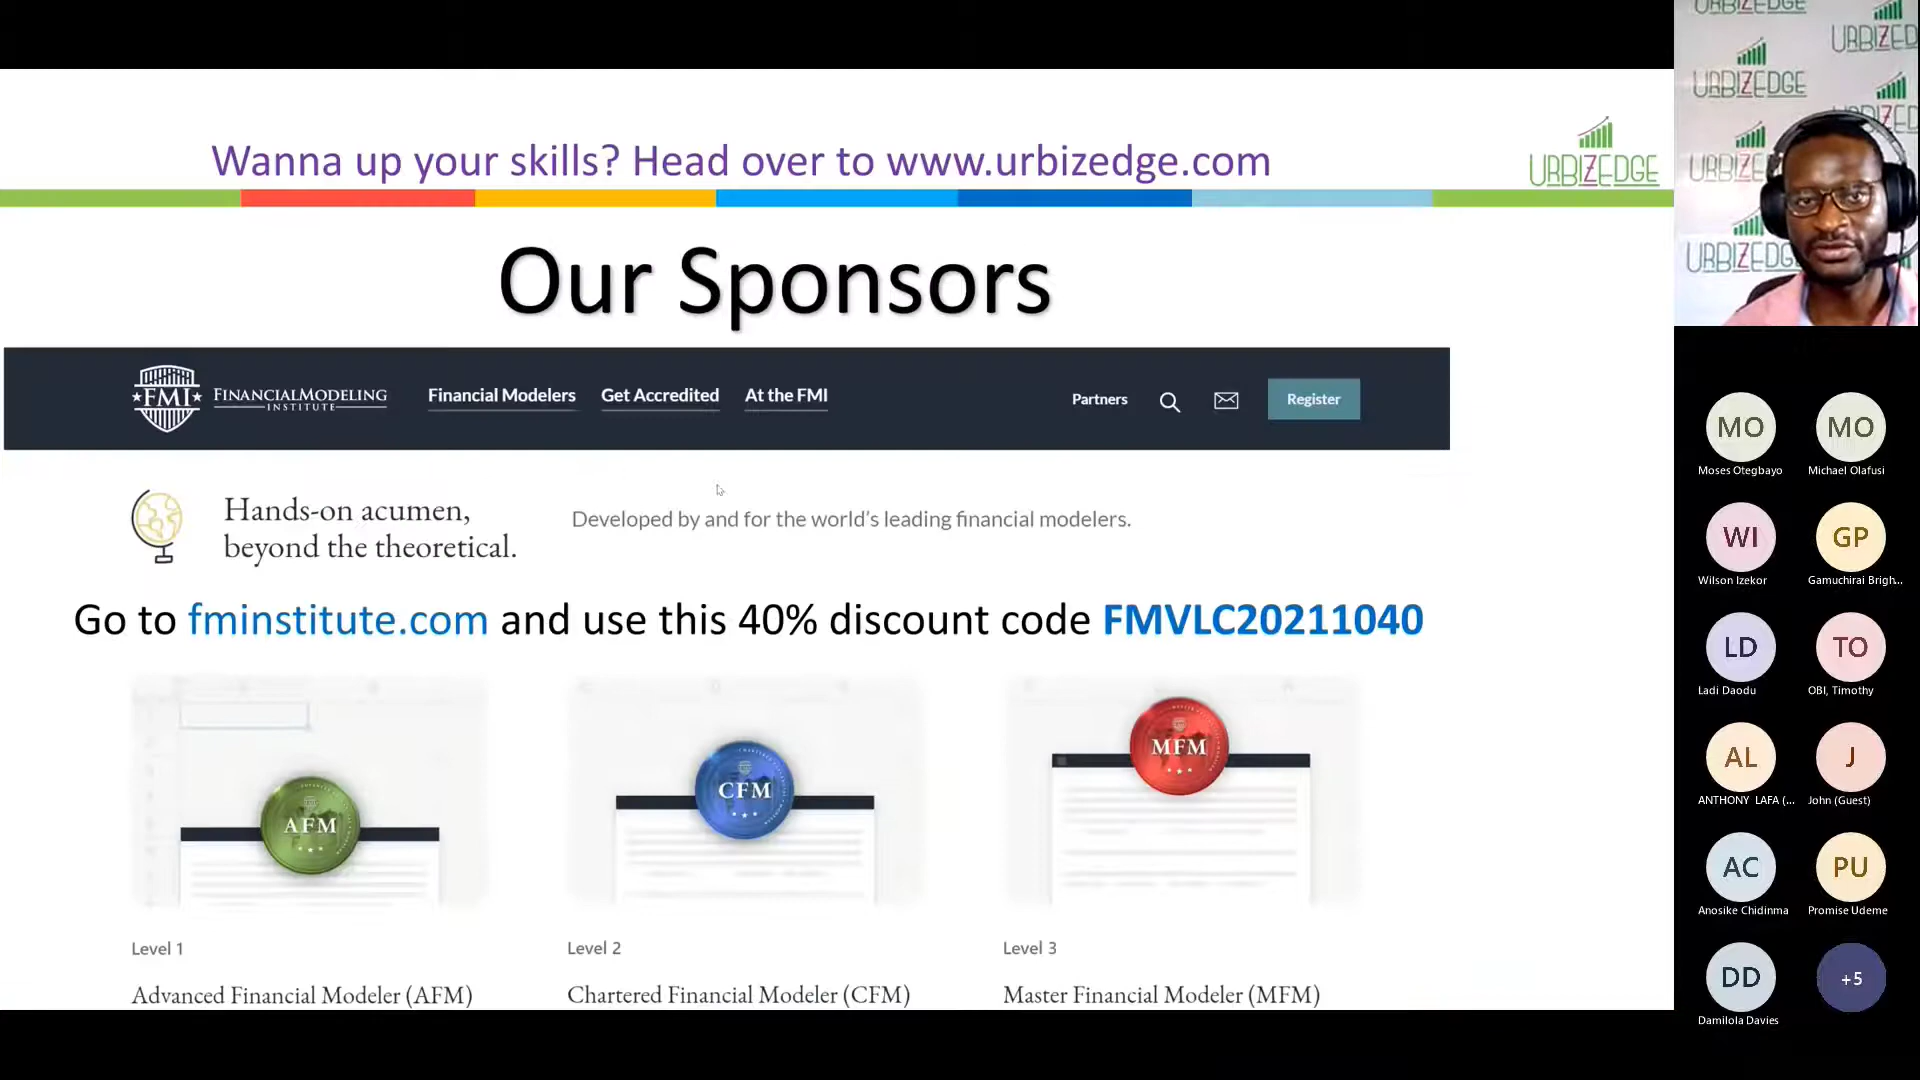 Wanna up your skills? Head over to www.urbizedge.com
URBIZEDGE
Our Sponsors
FMI
FINANCIALMODELING
INSTITUTE
Financial Modelers
Get Accredited
At the FMI
Partners
Register
Hands-on acumen,
beyond the theoretical.
Developed by and for the world's leading financial modelers.
Go to fminstitute.com and use this 40% discount code FMVLC20211040
AFM
CFM
MFM
Level 1
Level 2
Level 3
Advanced Financial Modeler (AFM)
Chartered Financial Modeler (CFM)
Master Financial Modeler (MFM)
URBIZEDGE
URBIZED
URBIZEDGE
URBIZEDGE
MO
MO
Moses Otegbayo
Michael Olafusi
WI
GP
Wilson Izekor
Gamuchirai Brigh...
LD
TO
Ladi Daodu
OBI, Timothy
AL
J
ANTHONY LAFA (...
John (Guest)
AC
PU
Anosike Chidinma
Promise Udeme
DD
+5
Damilola Davies